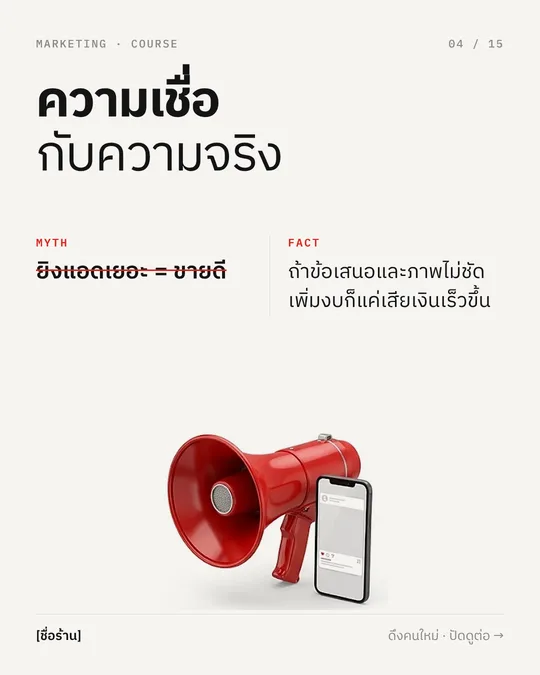 MARKETING · COURSE
04 / 15
ความเชื่อ
กับความจริง
MYTH
ยิงแอดเยอะ = ขายดี
FACT
ถ้าข้อเสนอและภาพไม่ชัด
เพิ่มงบก็แค่เสียเงินเร็วขึ้น
[ชื่อร้าน]
ดึงคนใหม่ · ปัดดูต่อ →